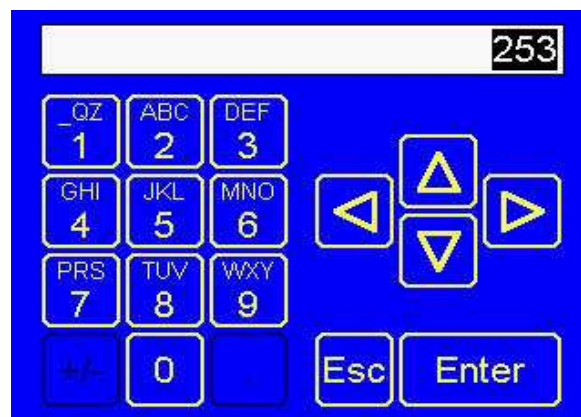 253
_QZ ABC DEF
1 2 3
GHI JKL MNO
4 5 6
PRS TUV WXY
7 8 9
+/- 0 . Esc Enter